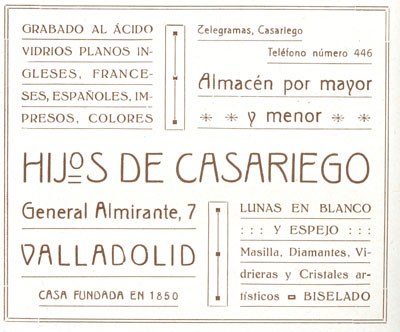 GRABADO AL ÁCIDO
VIDRIOS PLANOS IN-
GLESES, FRANCE-
SES, ESPAÑOLES, IM-
PRESOS, COLORES
Zelegramas, Casariego
Teléfono número 446
Almacén por mayor
y menor
HIJOS DE CASARIEGO
General Almirante, 7
VALLADOLID
CASA FUNDADA EN 1850
LUNAS EN BLANCO
: : : Y ESPEJO : : :
Masilla, Diamantes, Vi-
drieras y Cristales ar-
tísticos BISELADO